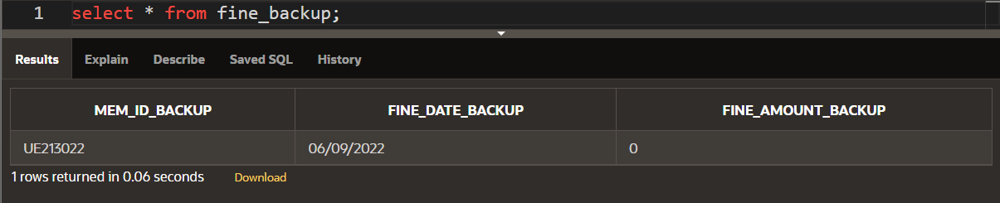 1 select * from fine_backup;
Results Explain Describe Saved SQL History
MEM_ID_BACKUP FINE_DATE_BACKUP FINE_AMOUNT_BACKUP
UE213022 06/09/2022 0
1 rows returned in 0.06 seconds Download